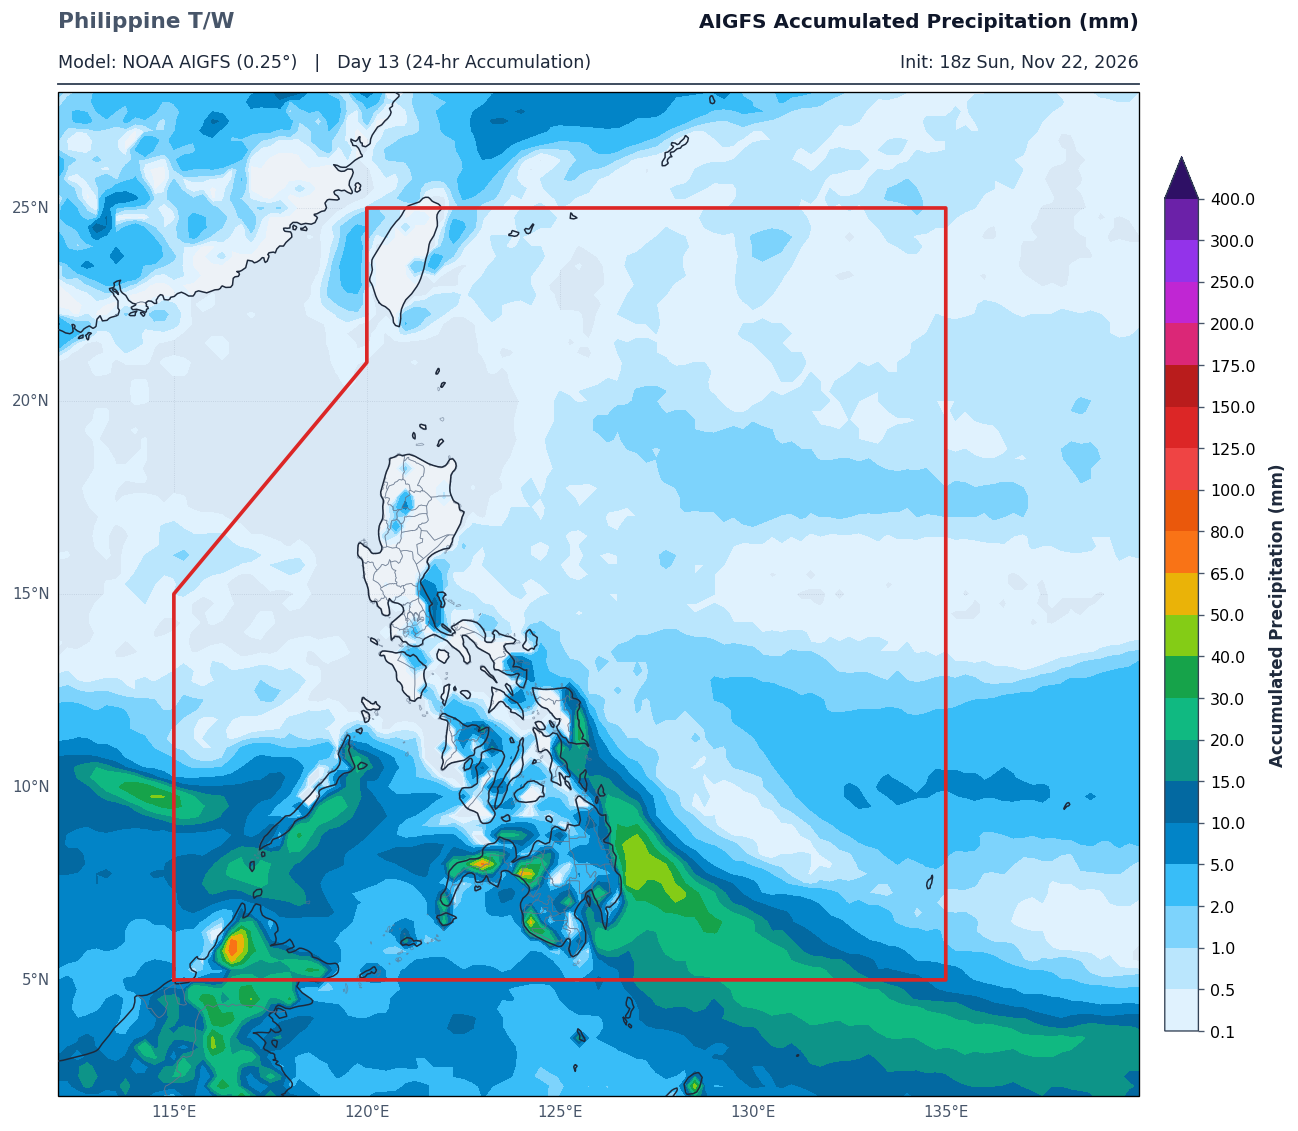 Philippine T/W
AIGFS Accumulated Precipitation (mm)
Model: NOAA AIGFS (0.25°)   |   Day 13 (24-hr Accumulation)
Init: 18z Sun, Nov 22, 2026
25°N
20°N
15°N
10°N
5°N
115°E
120°E
125°E
130°E
135°E
400.0
300.0
250.0
200.0
175.0
150.0
125.0
100.0
80.0
65.0
50.0
40.0
30.0
20.0
15.0
10.0
5.0
2.0
1.0
0.5
0.1
Accumulated Precipitation (mm)